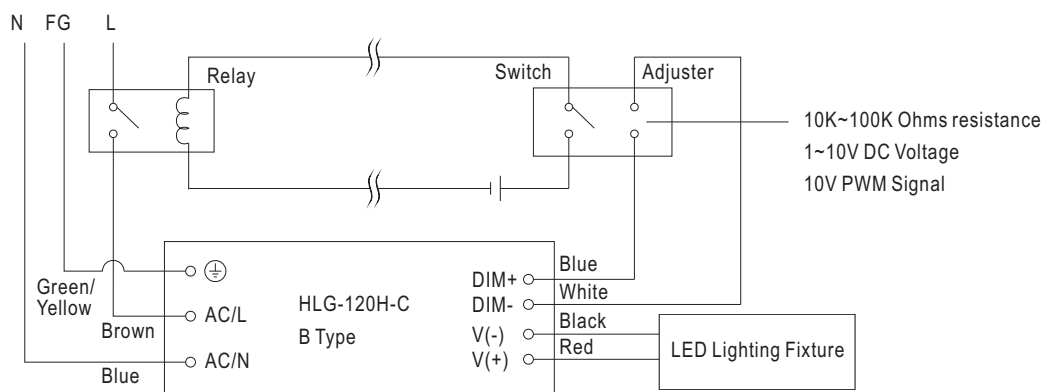 N FG L
Relay
Switch
Adjuster
10K~100K Ohms resistance
1~10V DC Voltage
10V PWM Signal
Green/
Yellow
Brown
Blue
AC/L
AC/N
HLG-120H-C
B Type
DIM+
DIM-
V(-)
V(+)
Blue
White
Black
Red
LED Lighting Fixture